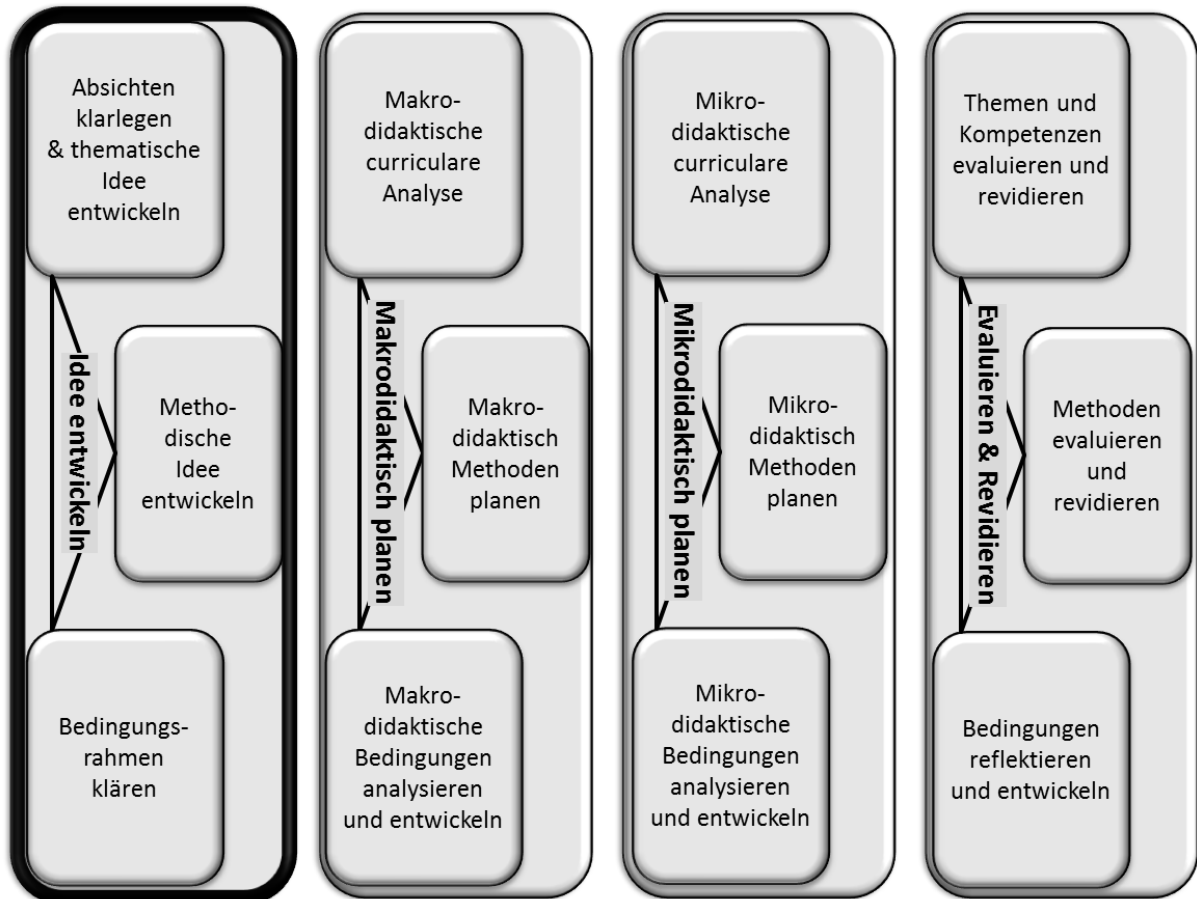 Absichten
klarlegen
& thematische
Idee
entwickeln
Idee entwickeln
Metho-
dische
Idee
entwickeln
Bedingungs-
rahmen
klären
Makro-
didaktische
curriculare
Analyse
Makrodidaktisch planen
Makro-
didaktisch
Methoden
planen
Makro-
didaktische
Bedingungen
analysieren
und entwickeln
Mikro-
didaktische
curriculare
Analyse
Mikrodidaktisch planen
Mikro-
didaktisch
Methoden
planen
Mikro-
didaktische
Bedingungen
analysieren
und entwickeln
Themen und
Kompetenzen
evaluieren und
revidieren
Evaluieren & Revidieren
Methoden
evaluieren
und
revidieren
Bedingungen
reflektieren
und entwickeln